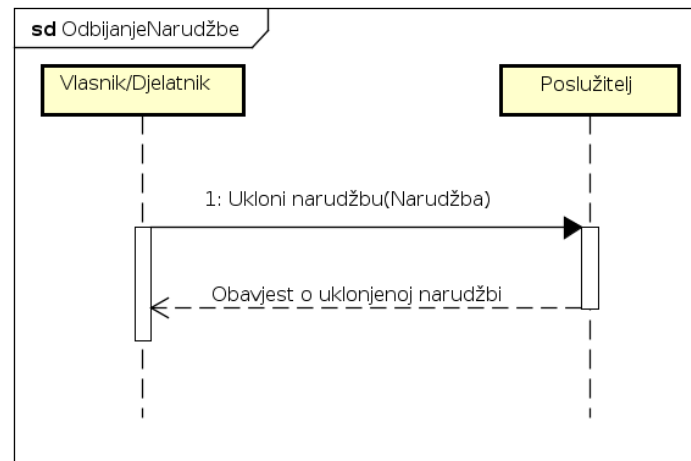 sd OdbijanjeNarudžbe
Vlasnik/Djelatnik
Poslužitelj
1: Ukloni narudžbu(Narudžba)
Obavjest o uklonjenoj narudžbi